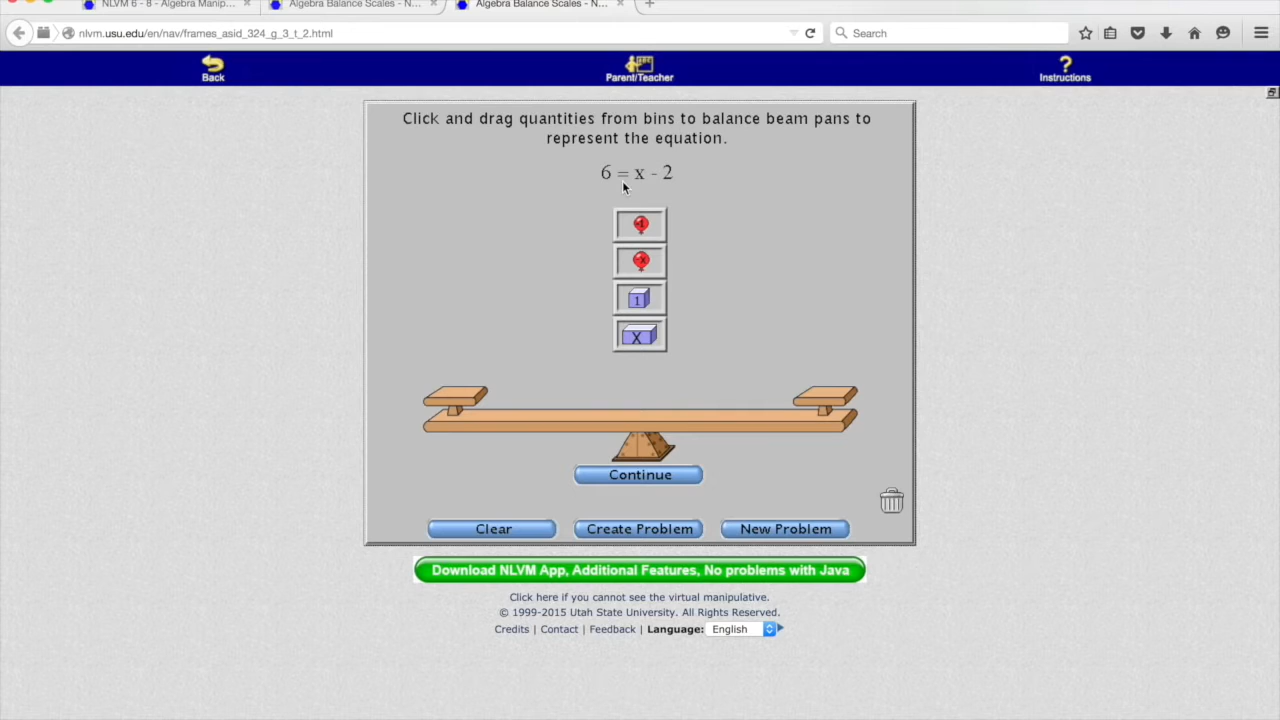 NLVM 6 - 8 - Algebra Manip...
Algebra Balance Scales - N...
Algebra Balance Scales - N...
nlvm.usu.edu/en/nav/frames_asid_324_g_3_t_2.html
Search
Back
Parent/Teacher
Instructions
Click and drag quantities from bins to balance beam pans to
represent the equation.
6 = x - 2
-1
-x
1
X
Continue
Clear
Create Problem
New Problem
Download NLVM App, Additional Features, No problems with Java
Click here if you cannot see the virtual manipulative.
© 1999-2015 Utah State University. All Rights Reserved.
Credits | Contact | Feedback | Language: English